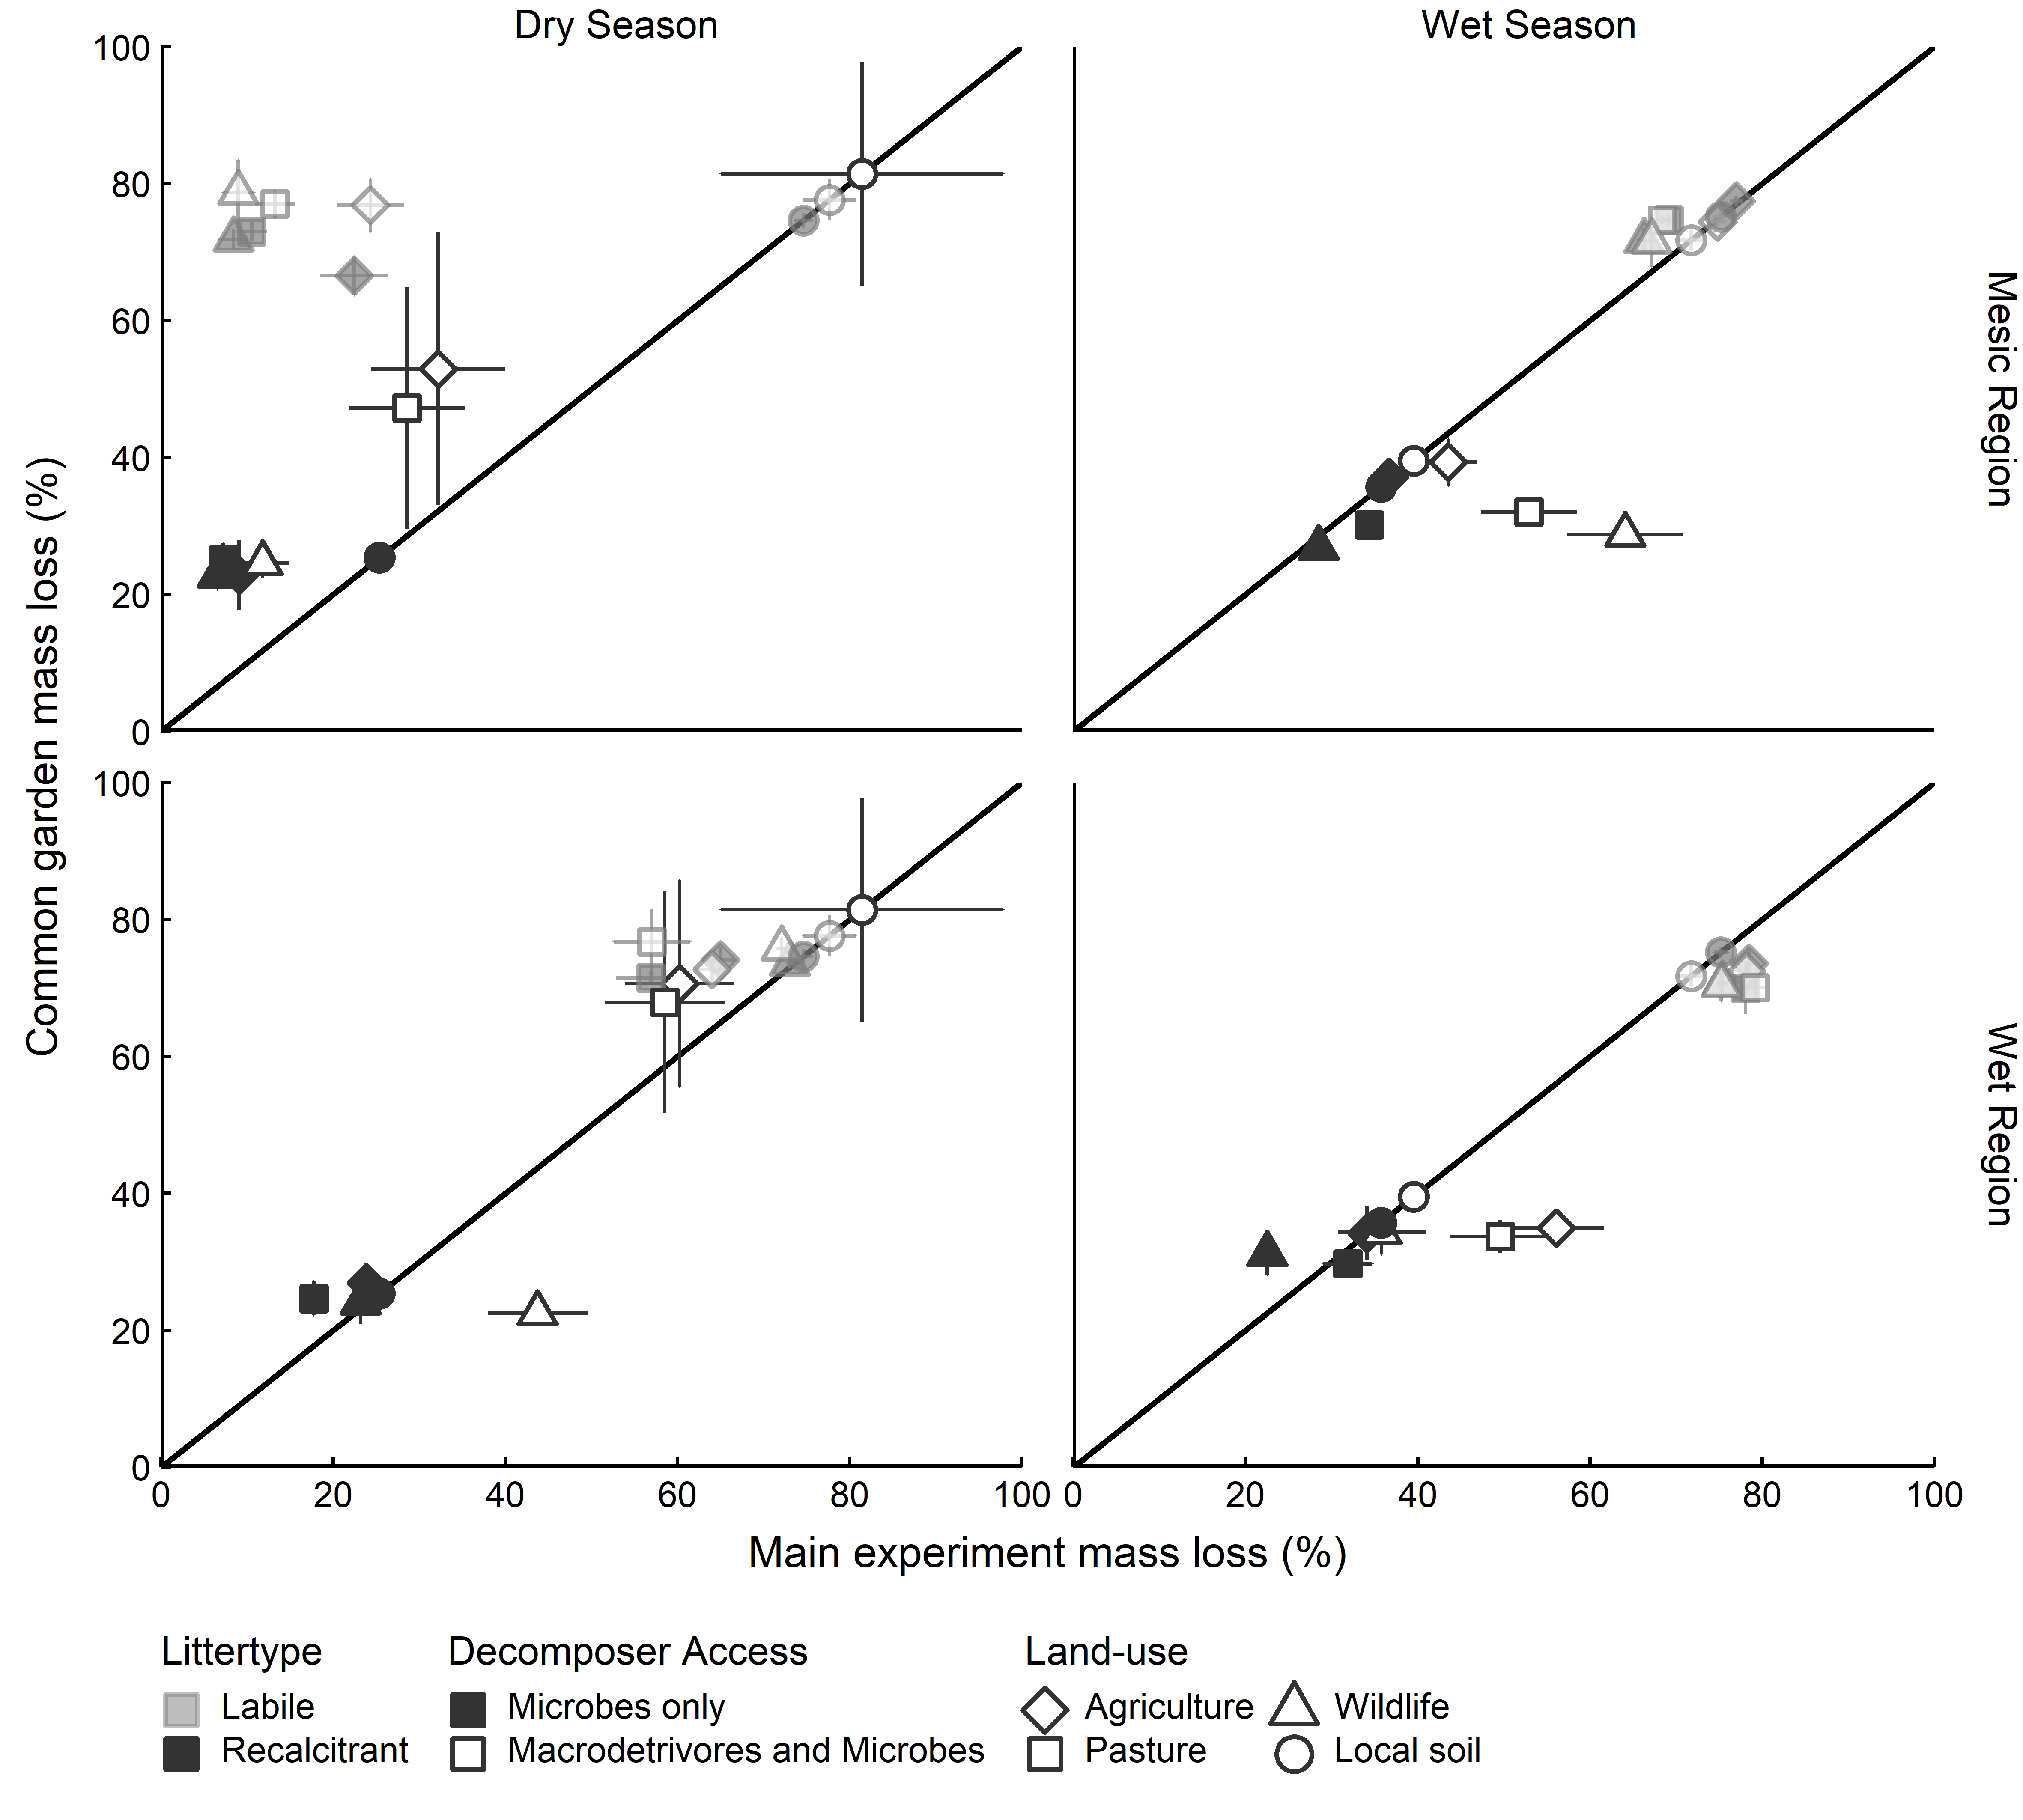 Dry Season Wet Season
100
80
60
40
20
0
Mesic Region
100
80
60
40
20
0
Wet Region
Common garden mass loss (%)
0 20 40 60 80 100 0 20 40 60 80 100
Main experiment mass loss (%)
Littertype Decomposer Access Land-use
Labile Microbes only Agriculture Wildlife
Recalcitrant Macrodetrivores and Microbes Pasture Local soil